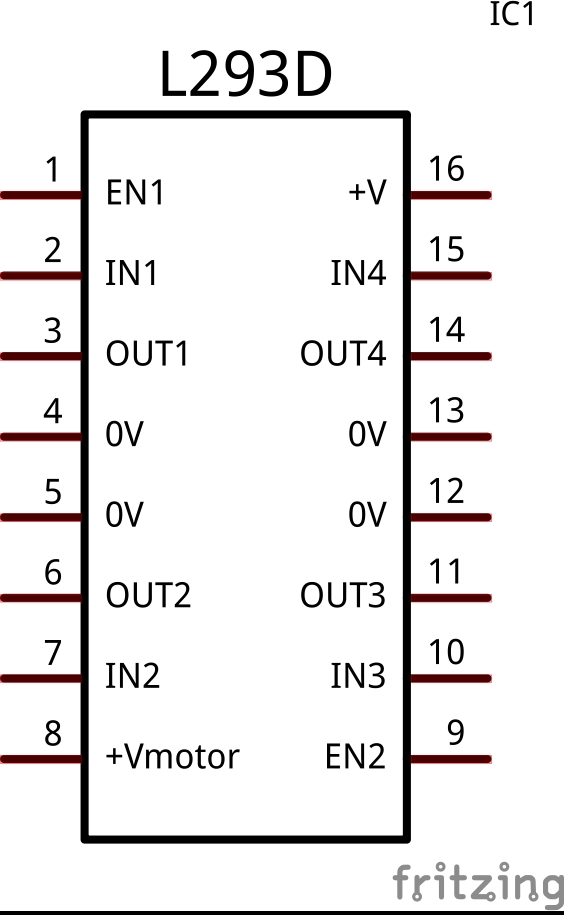 IC1
L293D
1 EN1 +V 16
2 IN1 IN4 15
3 OUT1 OUT4 14
4 0V 0V 13
5 0V 0V 12
6 OUT2 OUT3 11
7 IN2 IN3 10
8 +Vmotor EN2 9
fritzing